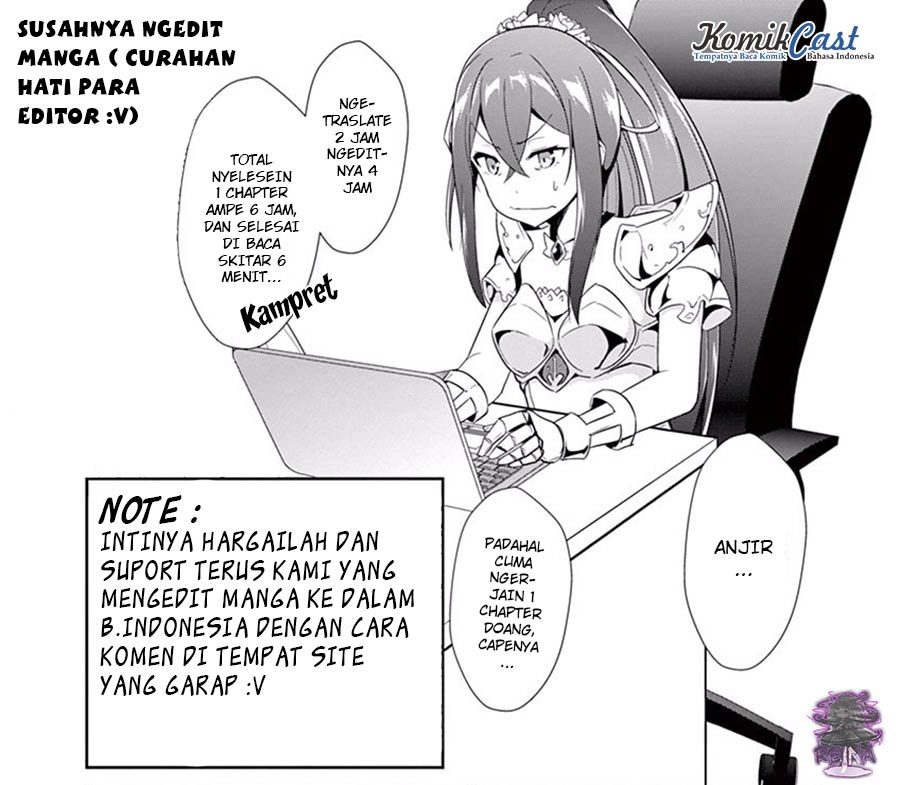 SUSAHNYA NGEDIT
MANGA ( CURAHAN
HATI PARA
EDITOR :V)
KomikCast
Tempatnya Baca Komik Bahasa Indonesia
NGE-
TRASLATE
2 JAM
NGEDIT-
NYA 4
JAM
TOTAL
NYELESEIN
1 CHAPTER
AMPE 6 JAM,
DAN SELESAI
DI BACA
SKITAR 6
MENIT...
Kampret
ANJIR
...
PADAHAL
CUMA
NGER-
JAIN 1
CHAPTER
DOANG,
CAPENYA
...
NOTE :
INTINYA HARGAILAH DAN
SUPORT TERUS KAMI YANG
MENGEDIT MANGA KE DALAM
B.INDONESIA DENGAN CARA
KOMEN DI TEMPAT SITE
YANG GARAP :V